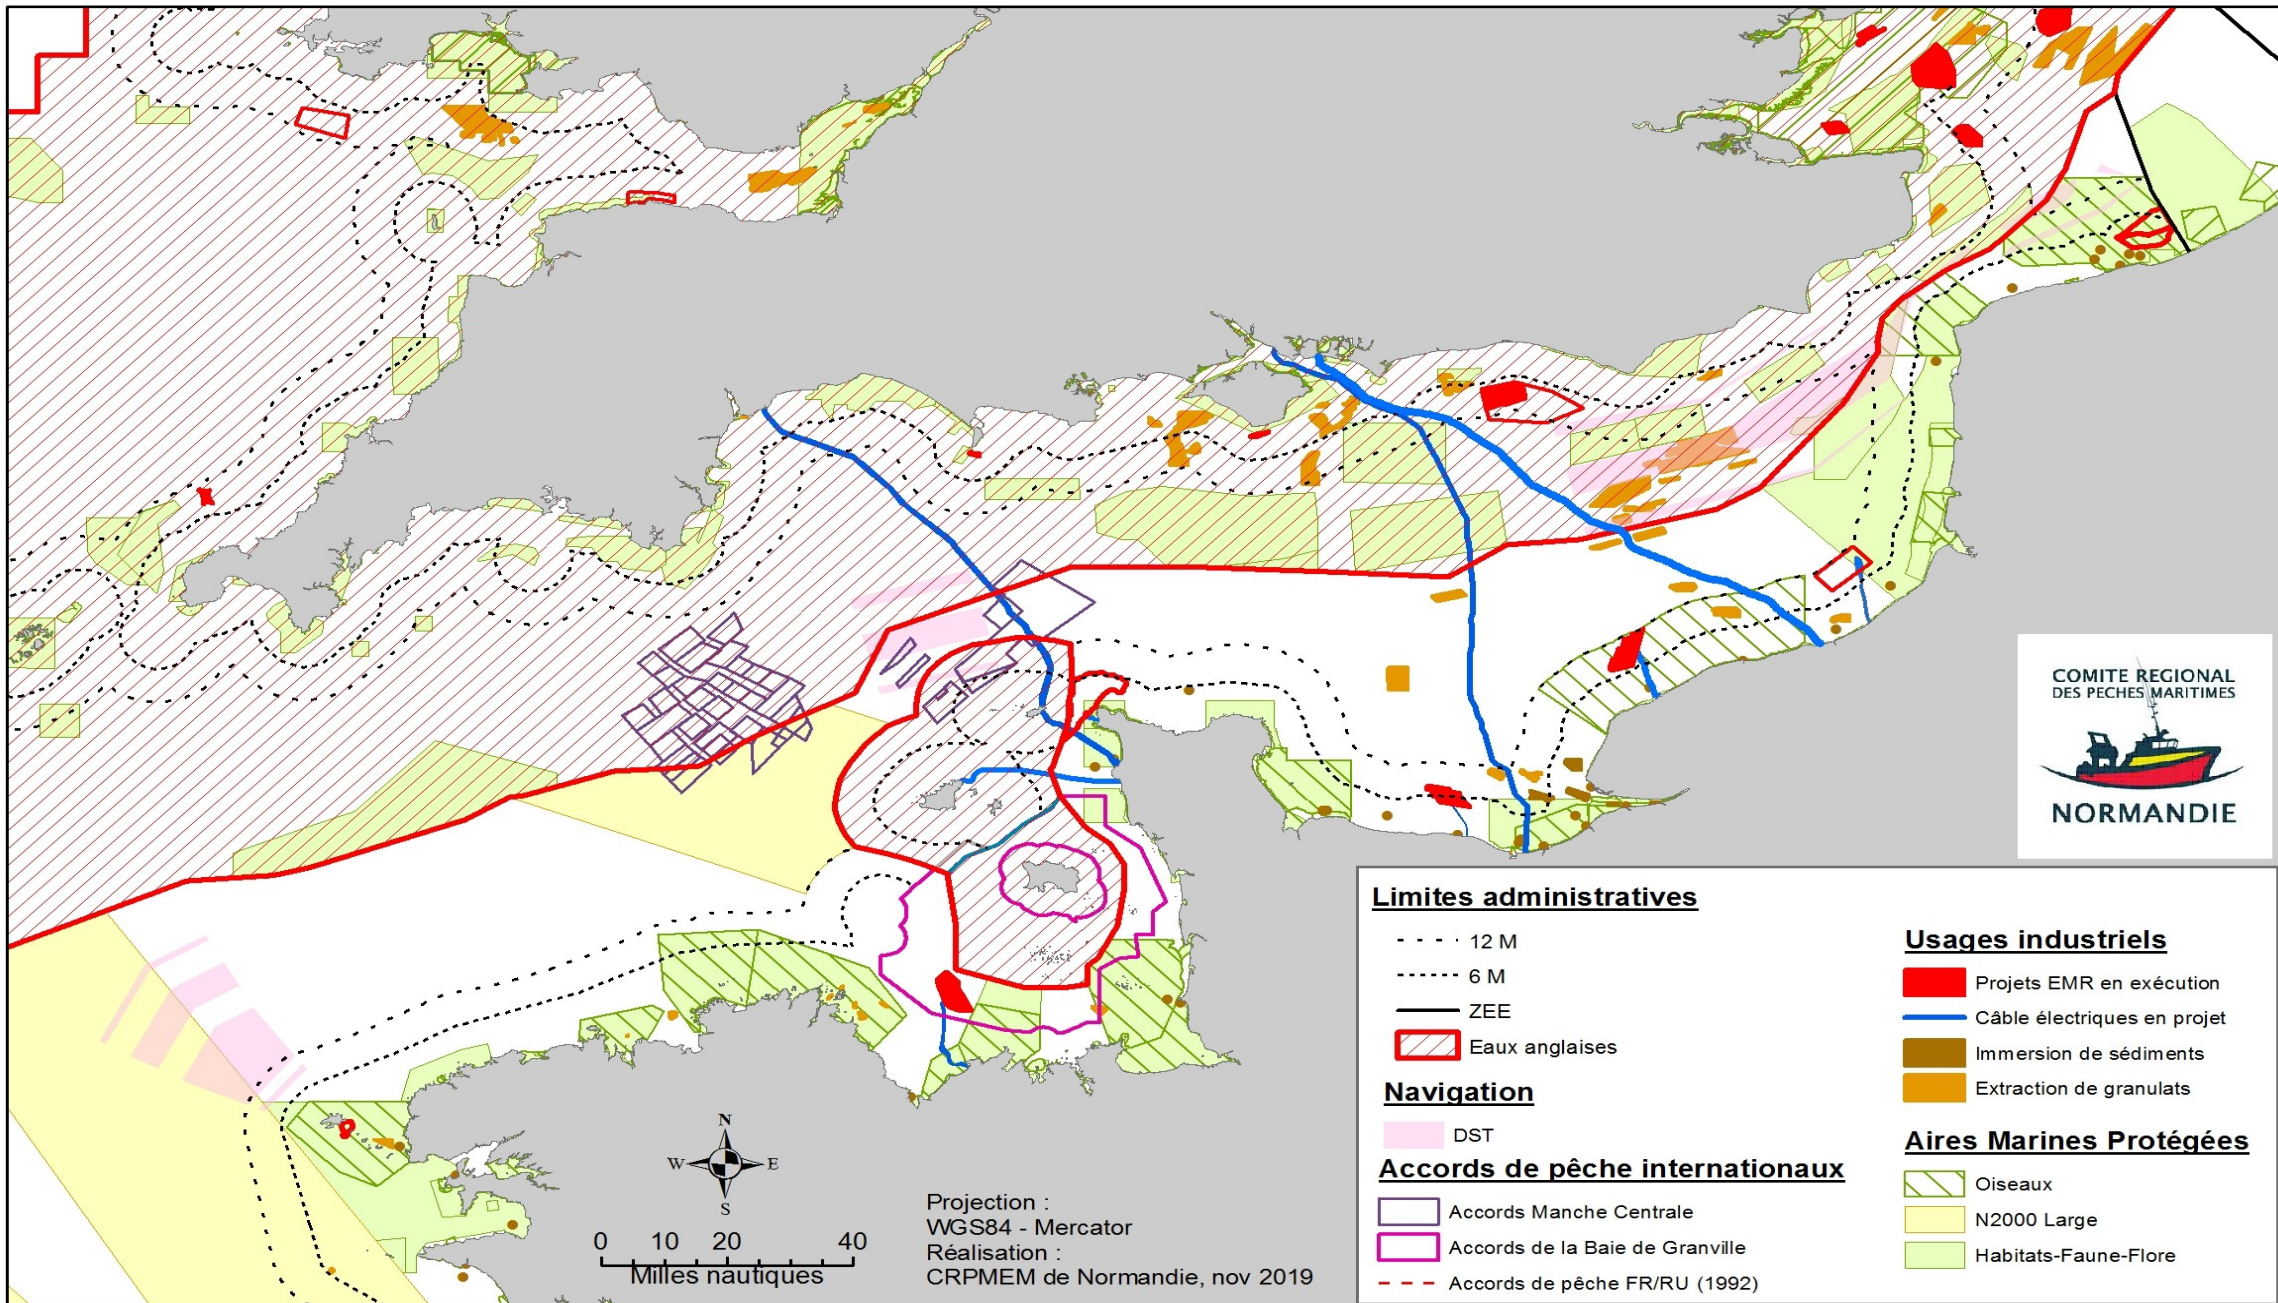 COMITE REGIONAL
DES PECHES MARITIMES
NORMANDIE
Limites administratives
12 M
6 M
ZEE
Eaux anglaises
Navigation
DST
Accords de pêche internationaux
Accords Manche Centrale
Accords de la Baie de Granville
Accords de pêche FR/RU (1992)
Usages industriels
Projets EMR en exécution
Câble électriques en projet
Immersion de sédiments
Extraction de granulats
Aires Marines Protégées
Oiseaux
N2000 Large
Habitats-Faune-Flore
N
W E
S
0 10 20 40
Milles nautiques
Projection :
WGS84 - Mercator
Réalisation :
CRPMEM de Normandie, nov 2019